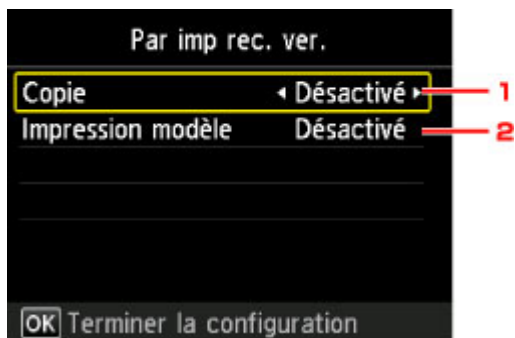 Par imp rec. ver.
Copie ◂ Désactivé ▸ 1
Impression modèle Désactivé 2
OK Terminer la configuration